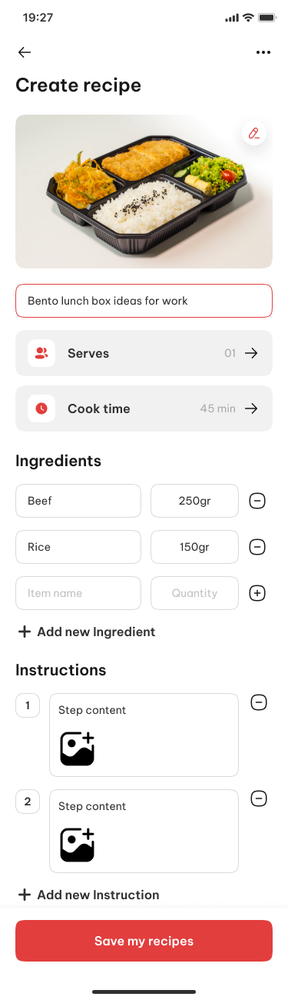 19:27
Create recipe
Bento lunch box ideas for work
Serves 01
Cook time 45 min
Ingredients
Beef 250gr
Rice 150gr
Item name Quantity
Add new Ingredient
Instructions
1 Step content
2 Step content
Add new Instruction
Save my recipes